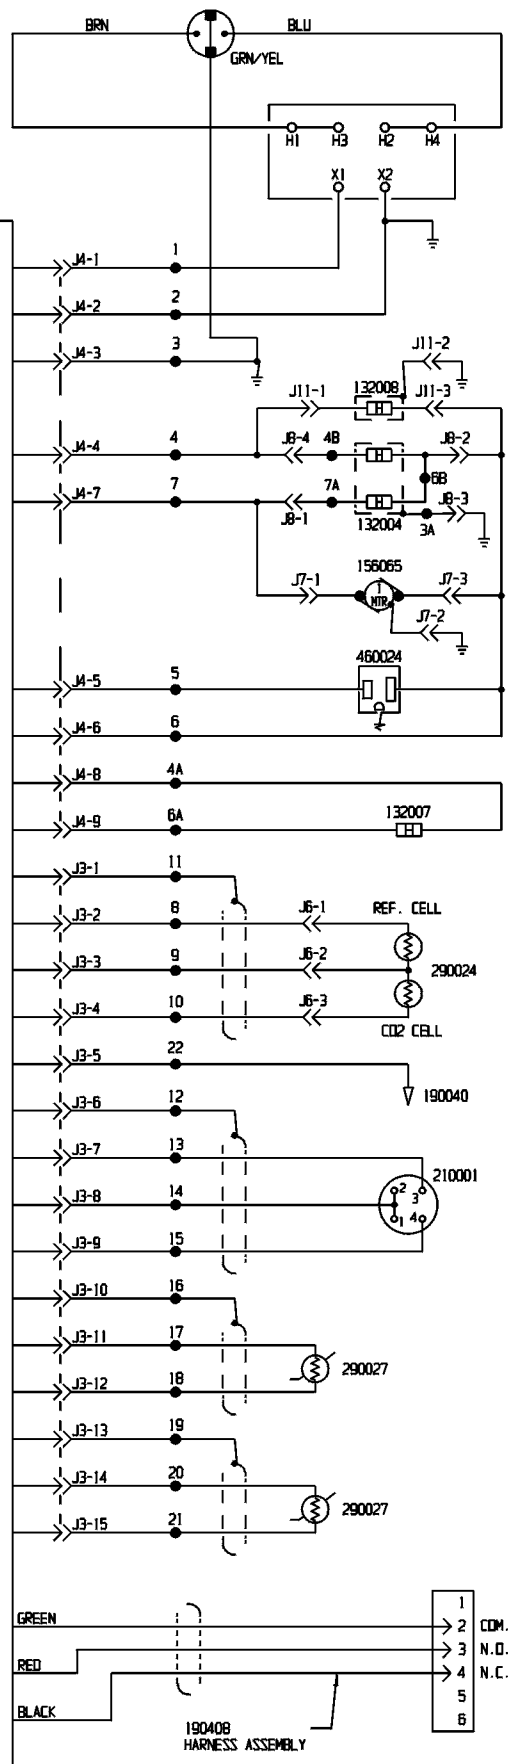 BRN BLU
GRN/YEL
H1 H3 H2 H4
X1 X2
J4-1 1
J4-2 2
J4-3 3
J11-2
J11-1 132008 J11-3
J4-4 4 J8-4 4B J8-2
6B
J4-7 7 7A J8-3
J8-1 132004 3A
156065
J7-1 1 J7-3
MTR
J7-2
460024
J4-5 5
J4-6 6
J4-8 4A
J4-9 6A 132007
J3-1 11
J3-2 8 J6-1 REF. CELL
J3-3 9 J6-2 290024
J3-4 10 J6-3
CO2 CELL
J3-5 22
190040
J3-6 12
J3-7 13 210001
2 3
J3-8 14
1 4
J3-9 15
J3-10 16
J3-11 17
290027
J3-12 18
J3-13 19
J3-14 20
290027
J3-15 21
1
GREEN 2 COM.
3 N.O.
RED 4 N.C.
5
BLACK 6
190408
HARNESS ASSEMBLY